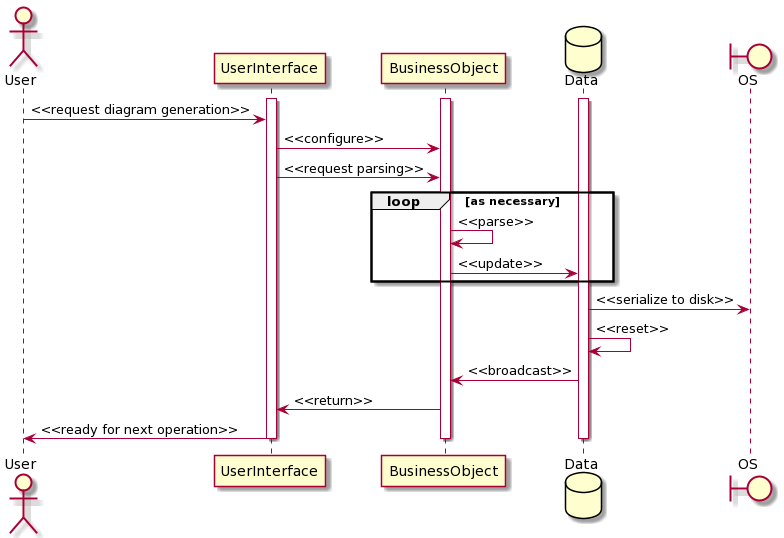 User
UserInterface
BusinessObject
Data
OS
<<request diagram generation>>
<<configure>>
<<request parsing>>
loop
[as necessary]
<<parse>>
<<update>>
<<serialize to disk>>
<<reset>>
<<broadcast>>
<<return>>
<<ready for next operation>>
User
UserInterface
BusinessObject
Data
OS